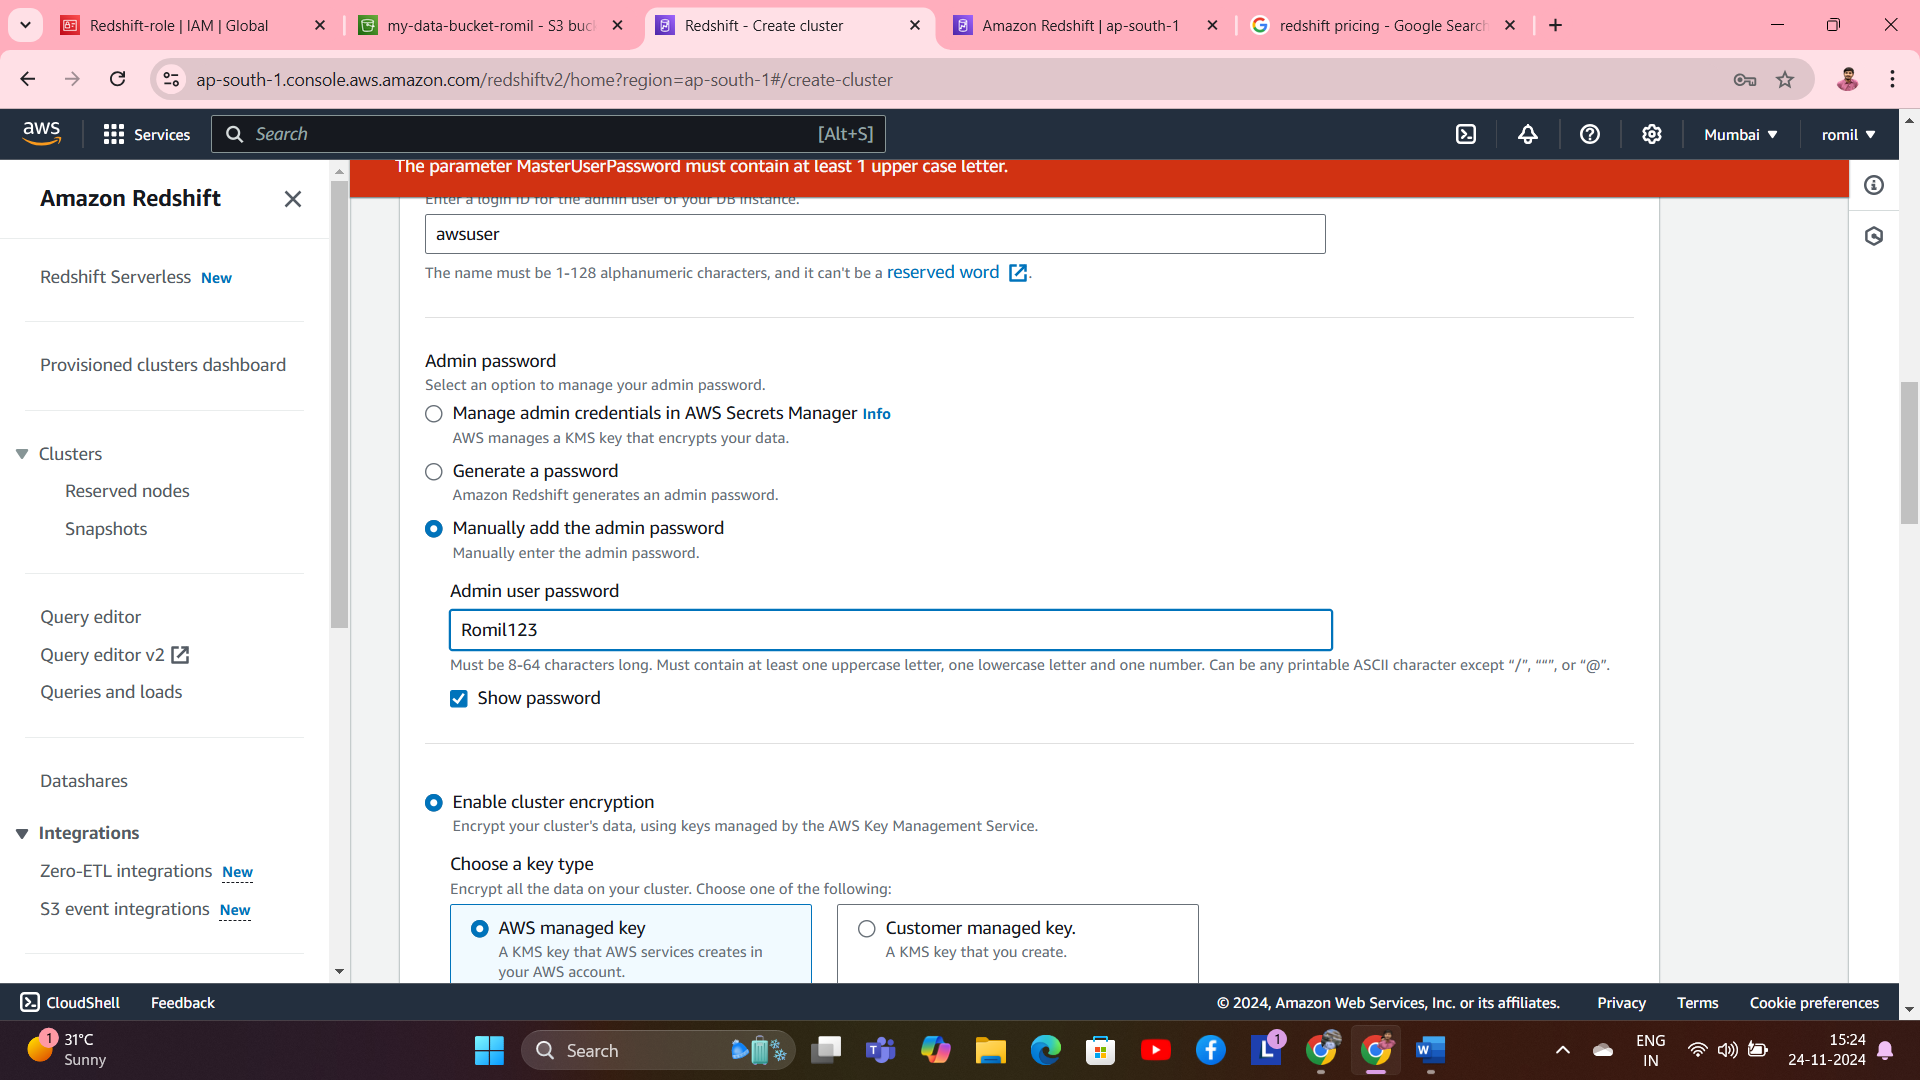 Redshift-role | IAM | Global
my-data-bucket-romil - S3 buc
Redshift - Create cluster
Amazon Redshift | ap-south-1
redshift pricing - Google Search
ap-south-1.console.aws.amazon.com/redshiftv2/home?region=ap-south-1#/create-cluster
aws
Services
Search
[Alt+S]
Mumbai
romil
Amazon Redshift
Redshift Serverless New
Provisioned clusters dashboard
Clusters
Reserved nodes
Snapshots
Query editor
Query editor v2
Queries and loads
Datashares
Integrations
Zero-ETL integrations New
S3 event integrations New
The parameter MasterUserPassword must contain at least 1 upper case letter.
Enter a login ID for the admin user of your DB instance.
awsuser
The name must be 1-128 alphanumeric characters, and it can't be a reserved word .
Admin password
Select an option to manage your admin password.
Manage admin credentials in AWS Secrets Manager Info
AWS manages a KMS key that encrypts your data.
Generate a password
Amazon Redshift generates an admin password.
Manually add the admin password
Manually enter the admin password.
Admin user password
Romil123
Must be 8-64 characters long. Must contain at least one uppercase letter, one lowercase letter and one number. Can be any printable ASCII character except “/”, “““, or “@”.
Show password
Enable cluster encryption
Encrypt your cluster's data, using keys managed by the AWS Key Management Service.
Choose a key type
Encrypt all the data on your cluster. Choose one of the following:
AWS managed key
A KMS key that AWS services creates in
your AWS account.
Customer managed key.
A KMS key that you create.
CloudShell
Feedback
© 2024, Amazon Web Services, Inc. or its affiliates.
Privacy
Terms
Cookie preferences
1
31°C
Sunny
Search
1
ENG
IN
15:24
24-11-2024